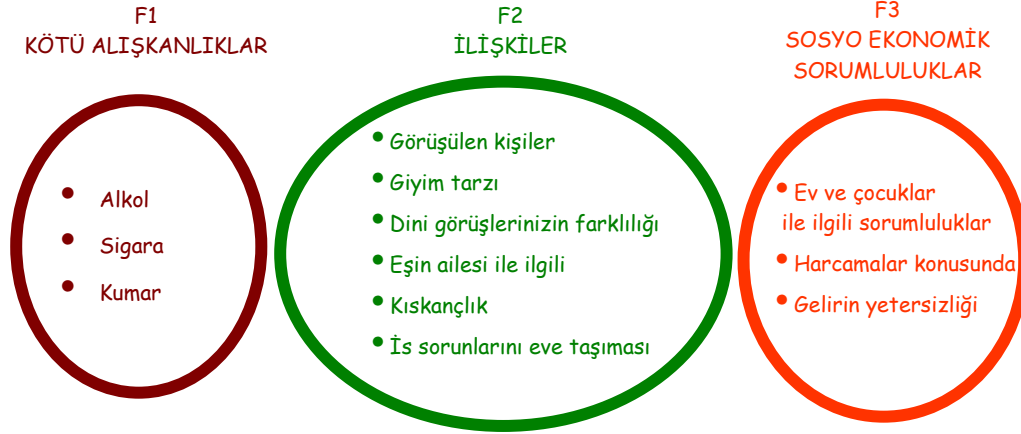 F1
KÖTÜ ALIŞKANLIKLAR
• Alkol
• Sigara
• Kumar
F2
İLİŞKİLER
• Görüşülen kişiler
• Giyim tarzı
• Dini görüşlerinizin farklılığı
• Eşin ailesi ile ilgili
• Kıskançlık
• İs sorunlarını eve taşıması
F3
SOSYO EKONOMİK
SORUMLULUKLAR
• Ev ve çocuklar
ile ilgili sorumluluklar
• Harcamalar konusunda
• Gelirin yetersizliği